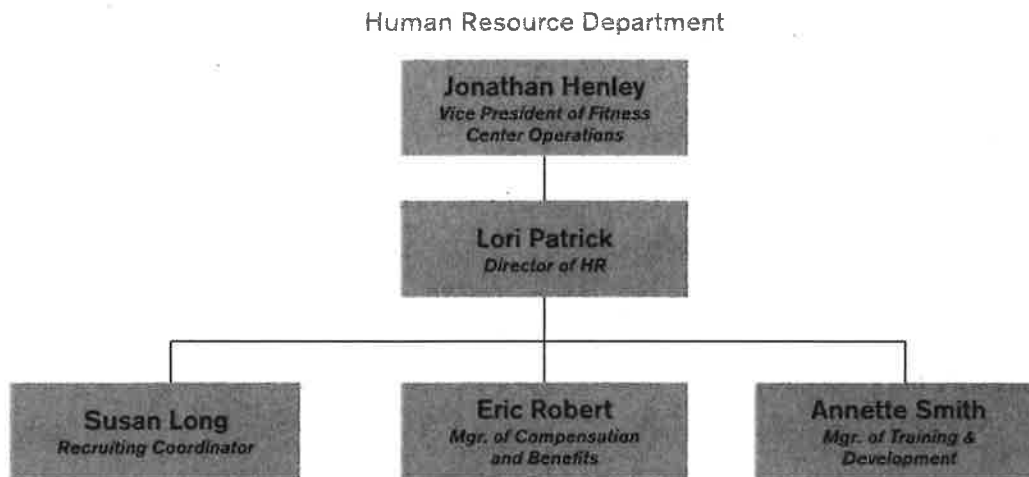 Human Resource Department
Jonathan Henley
Vice President of Fitness
Center Operations
Lori Patrick
Director of HR
Susan Long
Recruiting Coordinator
Eric Robert
Mgr. of Compensation
and Benefits
Annette Smith
Mgr. of Training &
Development